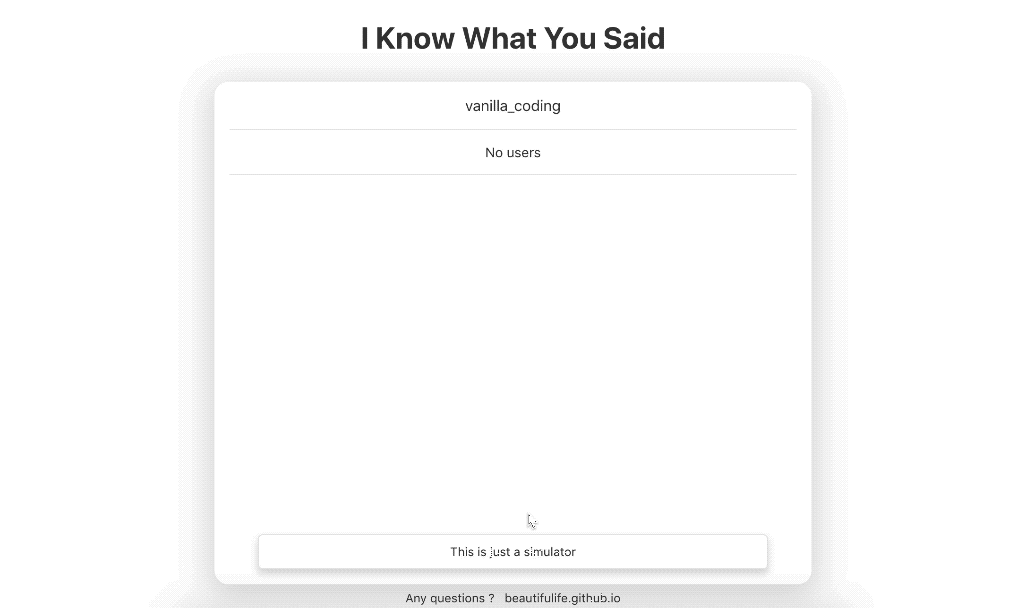 I Know What You Said
vanilla_coding
No users
This is just a simulator
Any questions ? beautifulife.github.io